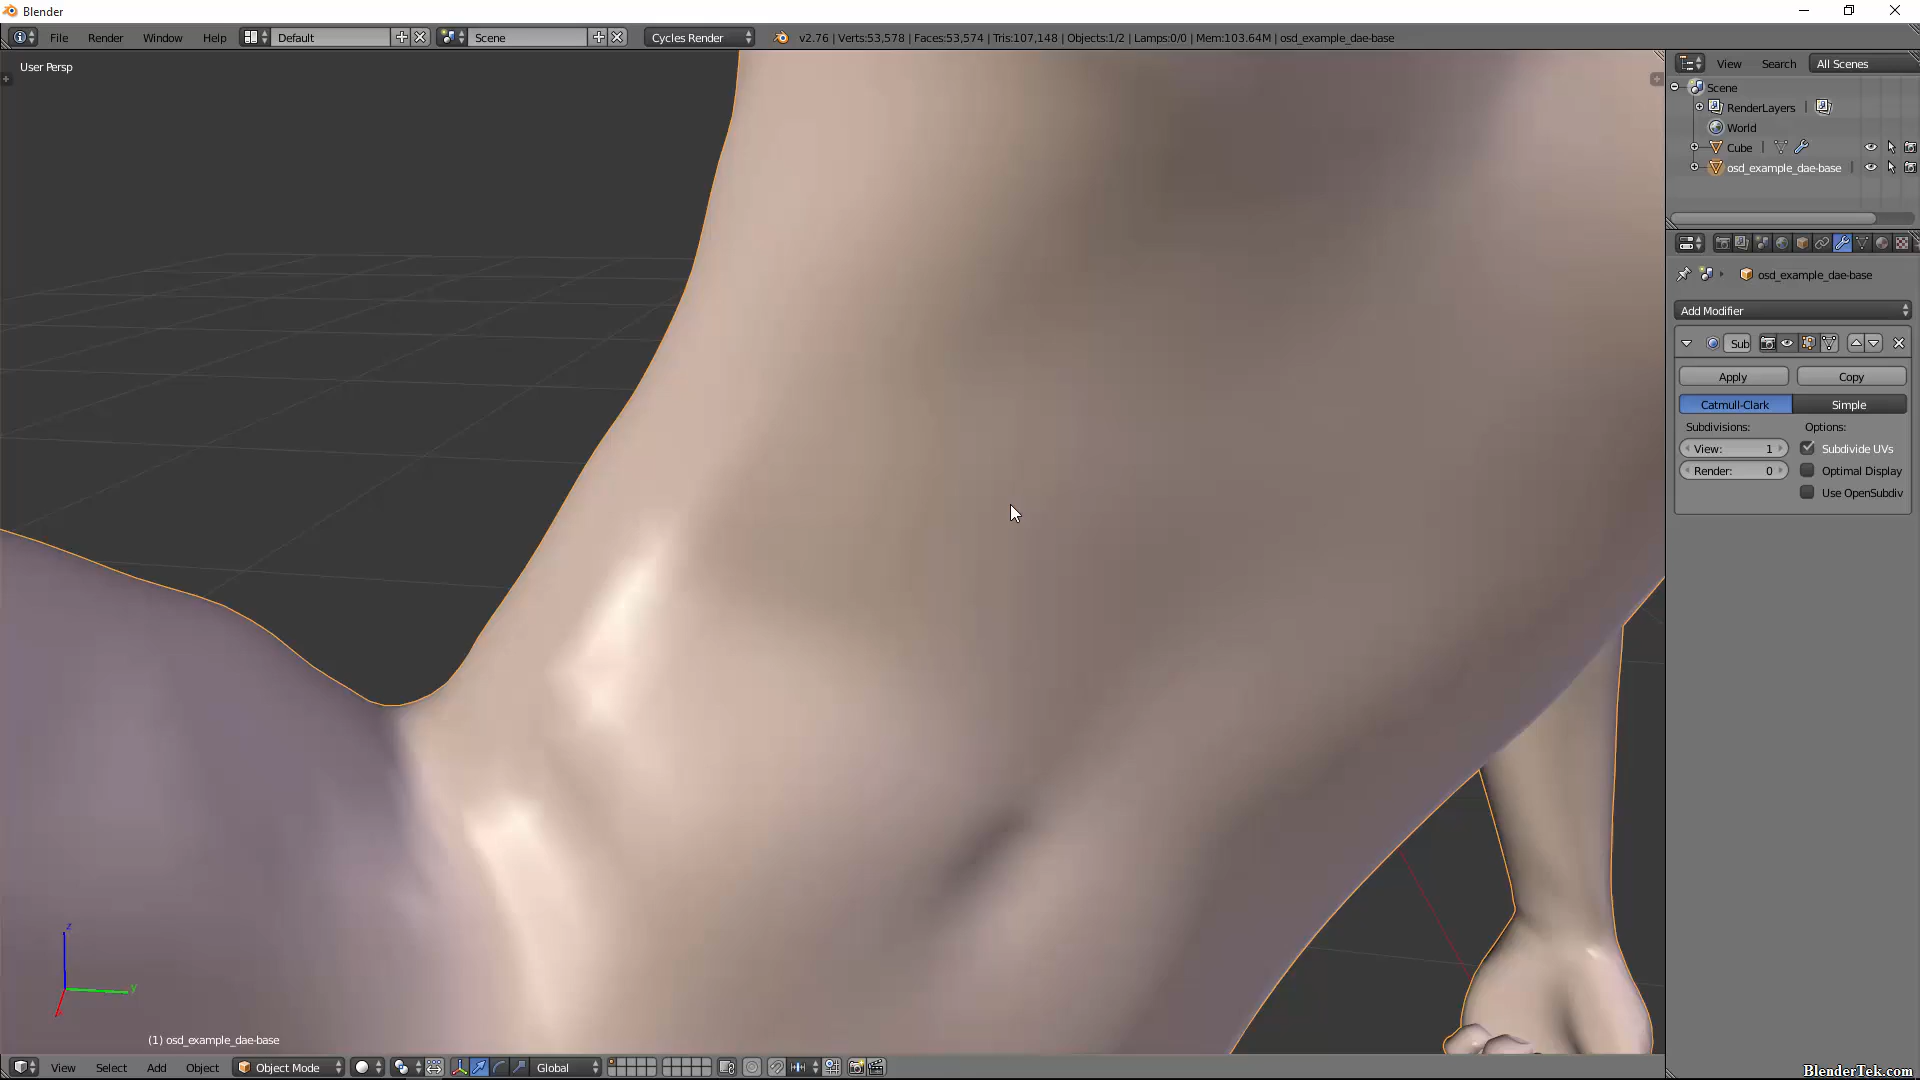 Blender
File Render Window Help Default Scene Cycles Render v2.76 | Verts:53,578 | Faces:53,574 | Tris:107,148 | Objects:1/2 | Lamps:0/0 | Mem:103.64M | osd_example_dae-base
User Persp
View Search All Scenes
Scene
RenderLayers
World
Cube
osd_example_dae-base
osd_example_dae-base
Add Modifier
Sub
Apply Copy
Catmull-Clark Simple
Subdivisions: Options:
View: 1 Subdivide UVs
Render: 0 Optimal Display
Use OpenSubdiv
z
y
(1) osd_example_dae-base
View Select Add Object Object Mode Global
BlenderTek.com